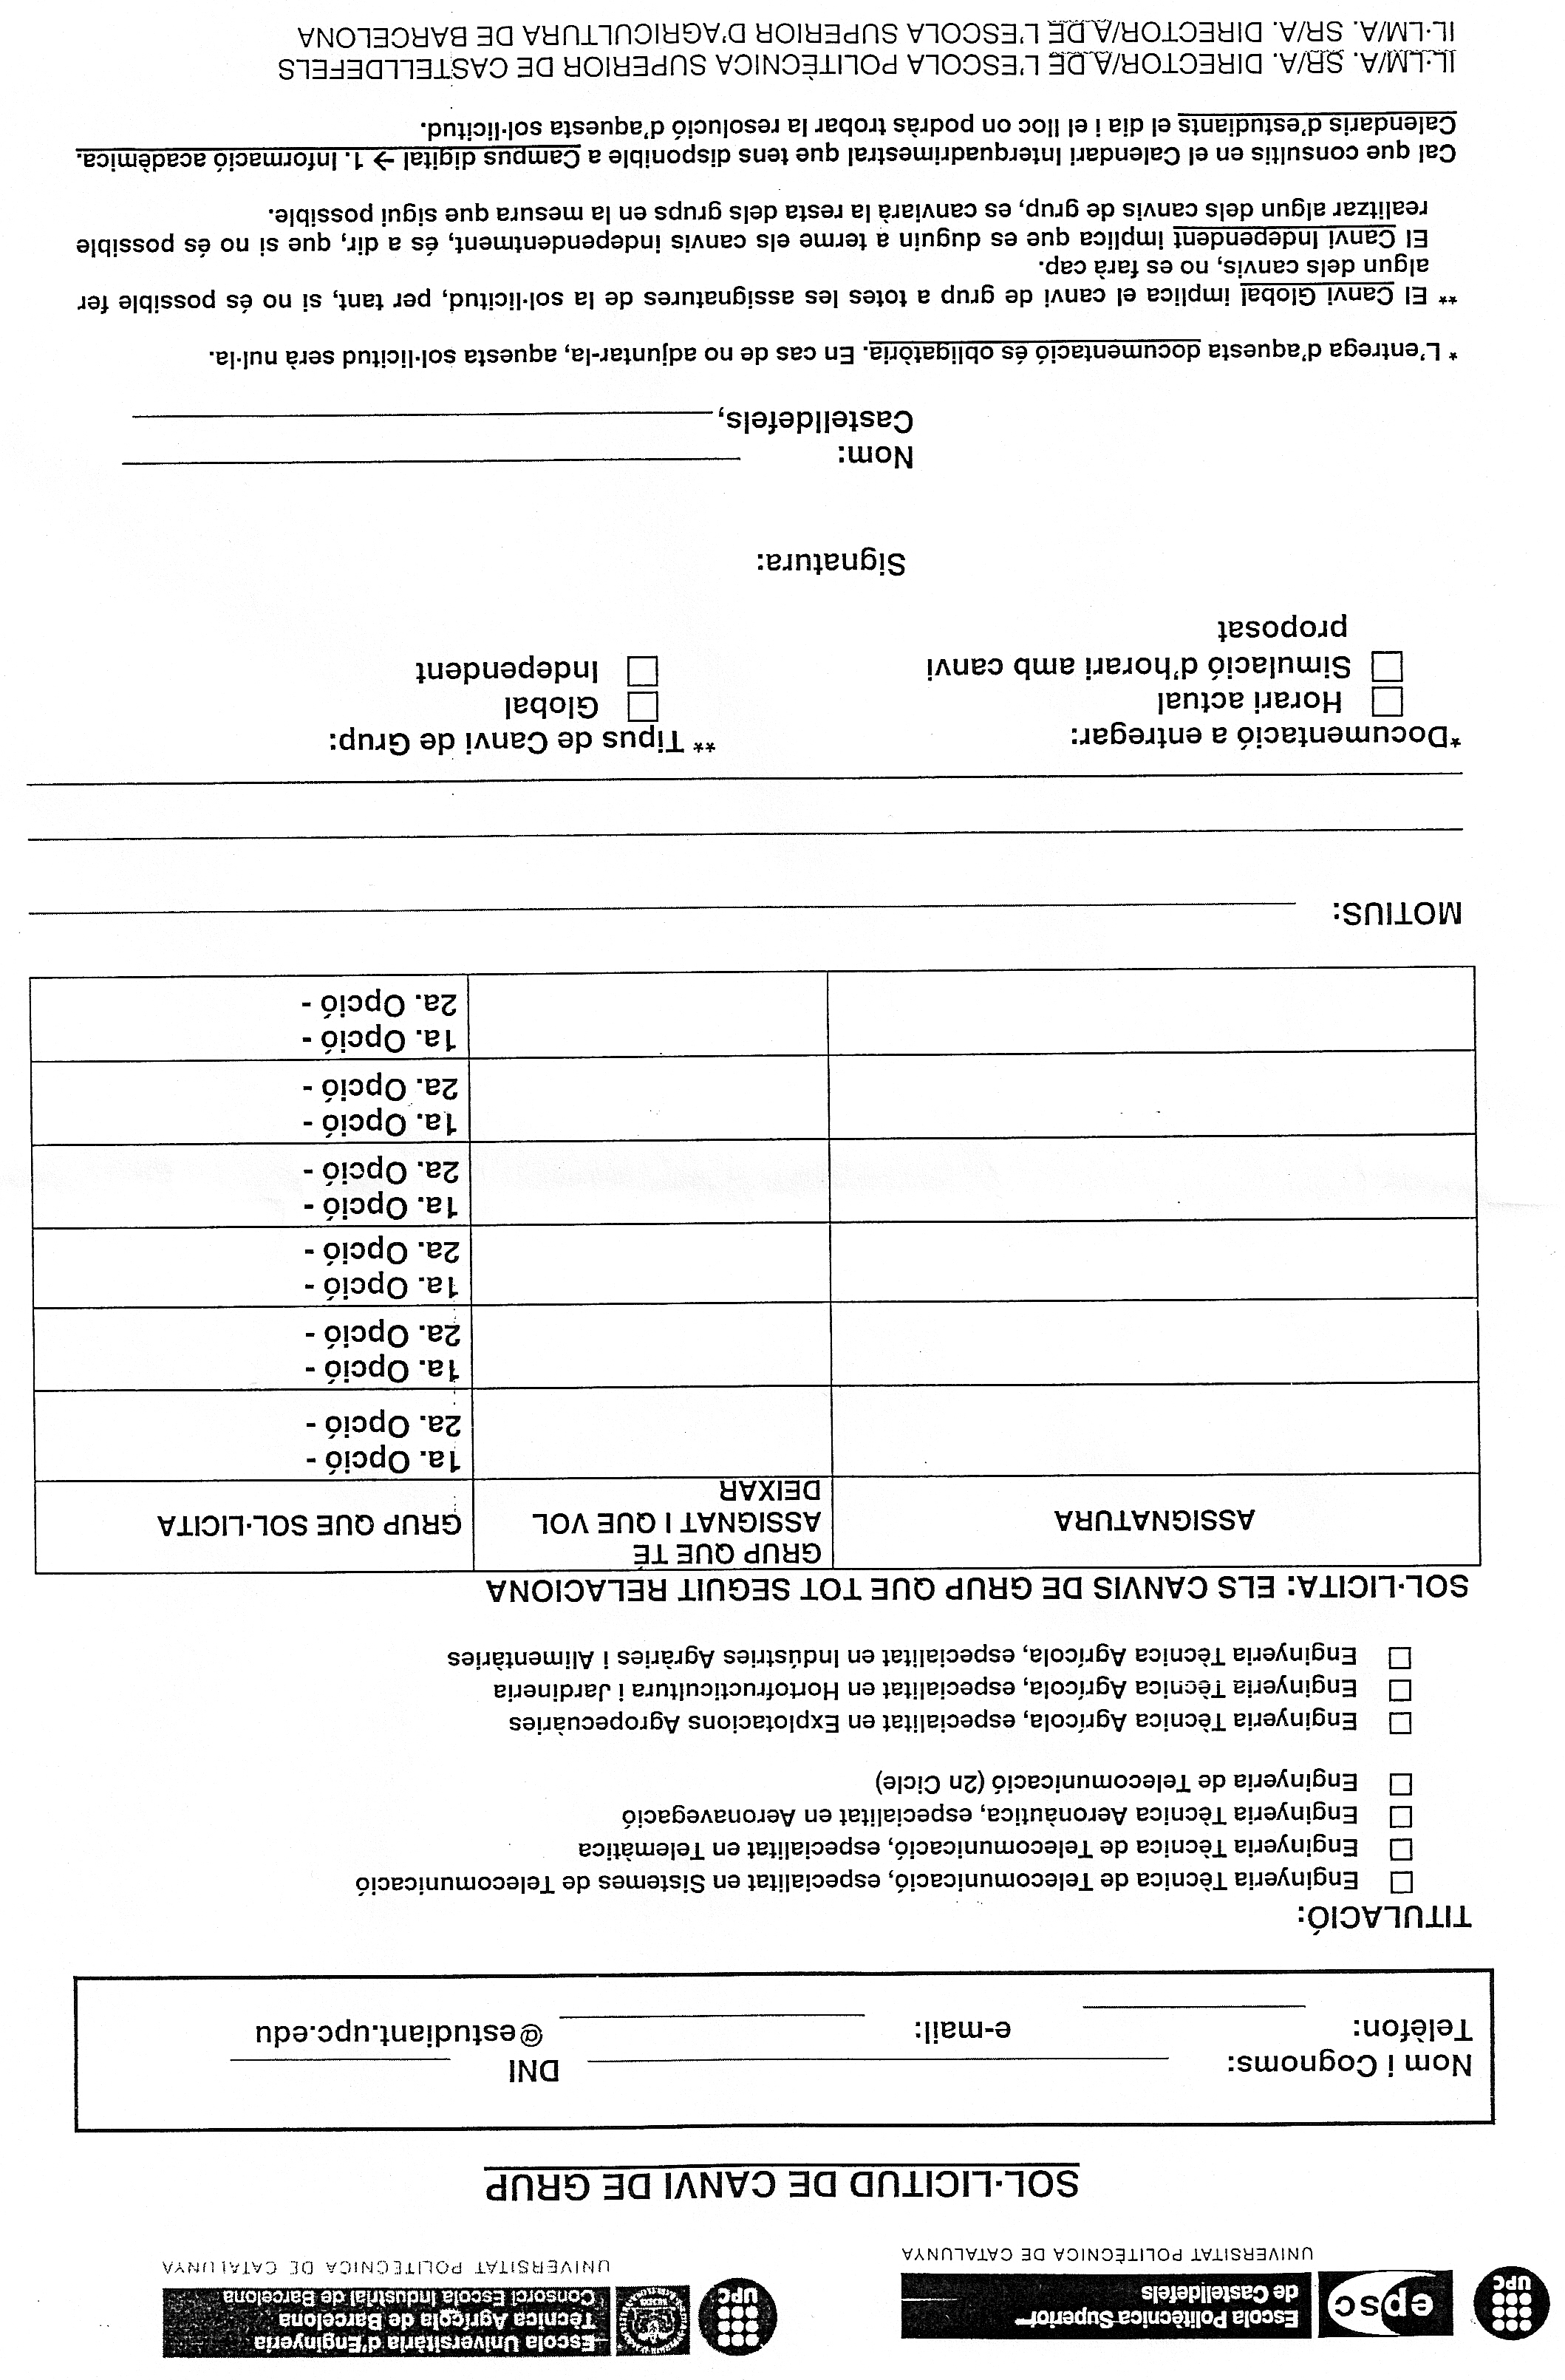 UPC
epsc
Escola Politècnica Superior
de Castelldefels
UNIVERSITAT POLITÈCNICA DE CATALUNYA
UPC
Escola Universitària d'Enginyeria
Tècnica Agrícola de Barcelona
Consorci Escola Industrial de Barcelona
UNIVERSITAT POLITÈCNICA DE CATALUNYA
SOL·LICITUD DE CANVI DE GRUP
Nom i Cognoms: DNI
Telèfon: e-mail: @estudiant.upc.edu
TITULACIÓ:
Enginyeria Tècnica de Telecomunicació, especialitat en Sistemes de Telecomunicació
Enginyeria Tècnica de Telecomunicació, especialitat en Telemàtica
Enginyeria Tècnica Aeronàutica, especialitat en Aeronavegació
Enginyeria de Telecomunicació (2n Cicle)
Enginyeria Tècnica Agrícola, especialitat en Explotacions Agropecuàries
Enginyeria Tècnica Agrícola, especialitat en Hortofructicultura i Jardineria
Enginyeria Tècnica Agrícola, especialitat en Indústries Agràries i Alimentàries
SOL·LICITA: ELS CANVIS DE GRUP QUE TOT SEGUIT RELACIONA
ASSIGNATURA
GRUP QUE TÉ
ASSIGNAT I QUE VOL
DEIXAR
GRUP QUE SOL·LICITA
1a. Opció -
2a. Opció -
1a. Opció -
2a. Opció -
1a. Opció -
2a. Opció -
1a. Opció -
2a. Opció -
1a. Opció -
2a. Opció -
1a. Opció -
2a. Opció -
MOTIUS:
*Documentació a entregar:
Horari actual
Simulació d'horari amb canvi
proposat
** Tipus de Canvi de Grup:
Global
Independent
Signatura:
Nom:
Castelldefels,
* L'entrega d'aquesta documentació és obligatòria. En cas de no adjuntar-la, aquesta sol·licitud serà nul·la.
** El Canvi Global implica el canvi de grup a totes les assignatures de la sol·licitud, per tant, si no és possible fer
algun dels canvis, no es farà cap.
El Canvi Independent implica que es duguin a terme els canvis independentment, és a dir, que si no és possible
realitzar algun dels canvis de grup, es canviarà la resta dels grups en la mesura que sigui possible.
Cal que consultis en el Calendari Interquadrimestral que tens disponible a Campus digital → 1. Informació acadèmica.
Calendaris d'estudiants el dia i el lloc on podràs trobar la resolució d'aquesta sol·licitud.
IL·LM/A. SR/A. DIRECTOR/A DE L'ESCOLA POLITÈCNICA SUPERIOR DE CASTELLDEFELS
IL·LM/A. SR/A. DIRECTOR/A DE L'ESCOLA SUPERIOR D'AGRICULTURA DE BARCELONA